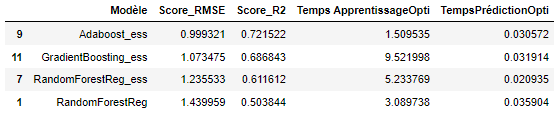 Modèle Score_RMSE Score_R2 Temps ApprentissageOpti TempsPrédictionOpti
9 Adaboost_ess 0.999321 0.721522 1.509535 0.030572
11 GradientBoosting_ess 1.073475 0.686843 9.521998 0.031914
7 RandomForestReg_ess 1.235533 0.611612 5.233769 0.020935
1 RandomForestReg 1.439959 0.503844 3.089738 0.035904